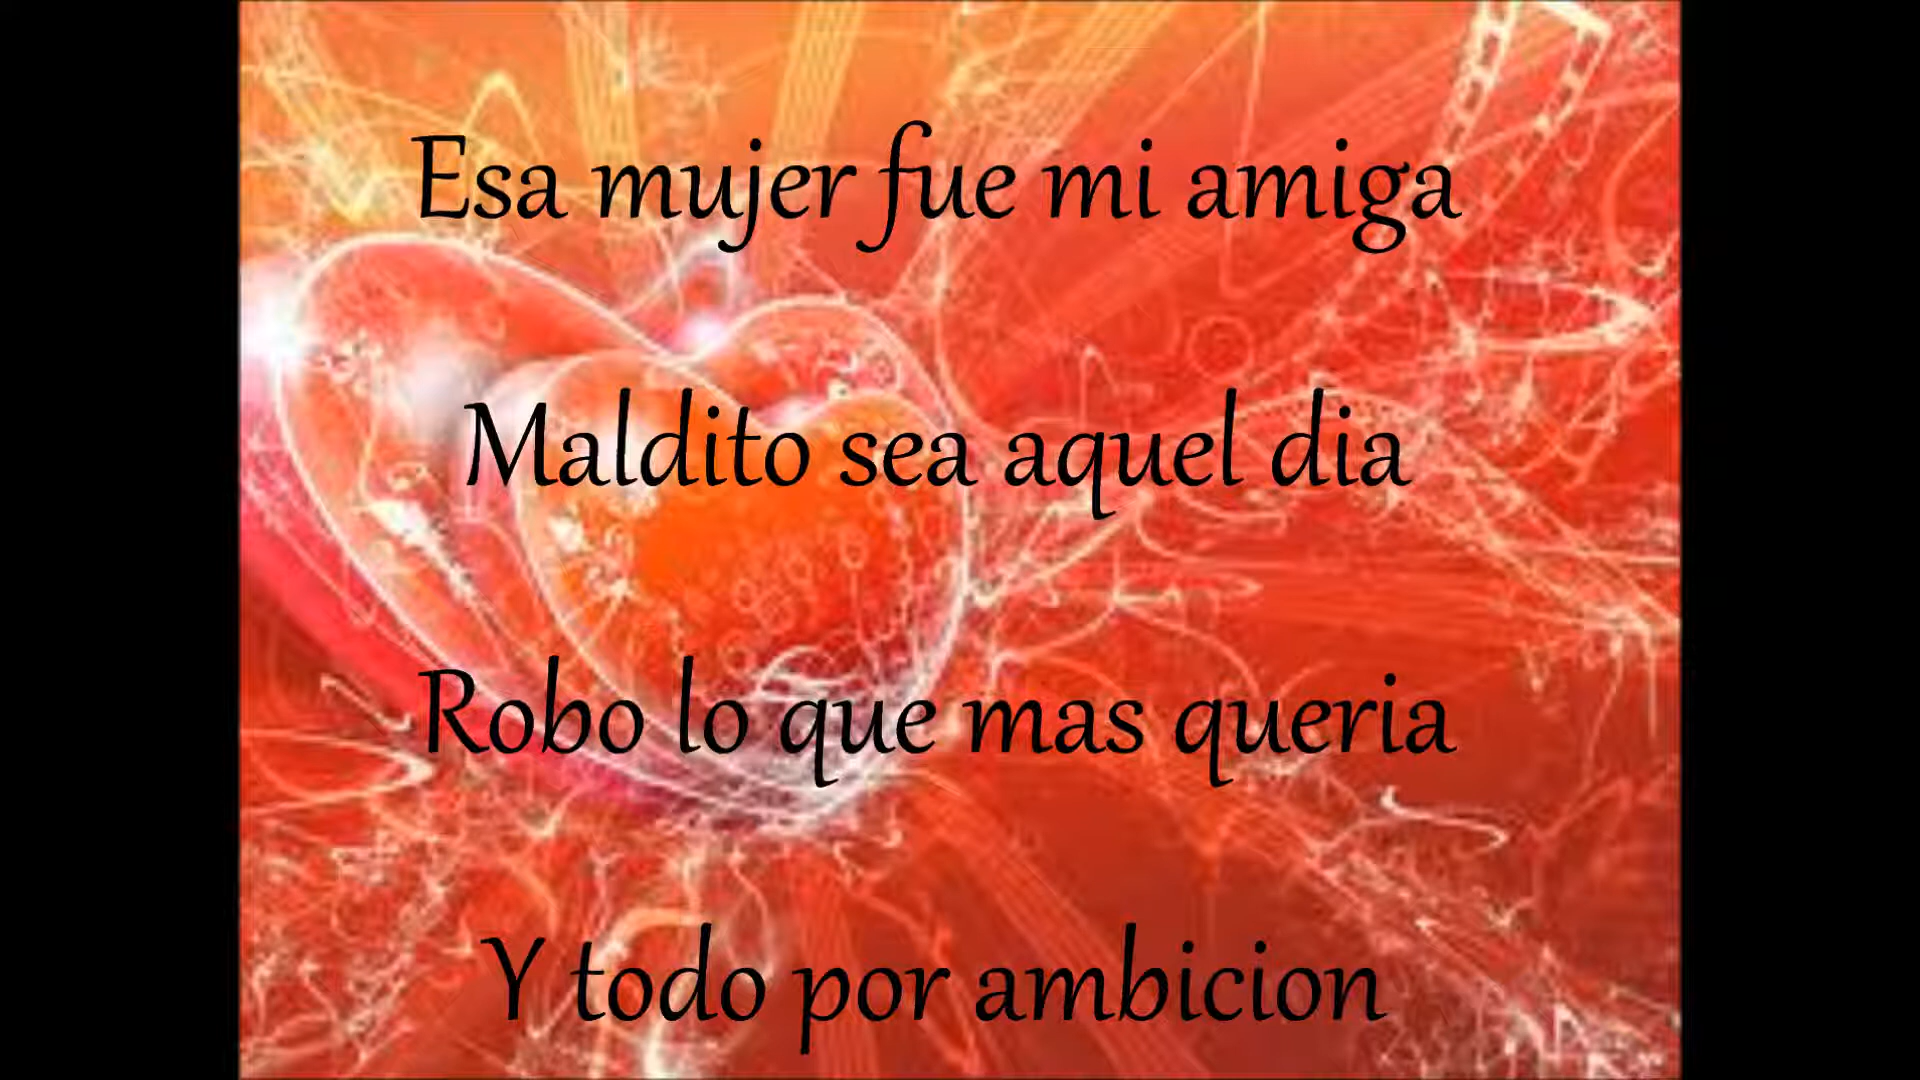 Esa mujer fue mi amiga
Maldito sea aquel dia
Robo lo que mas queria
Y todo por ambicion